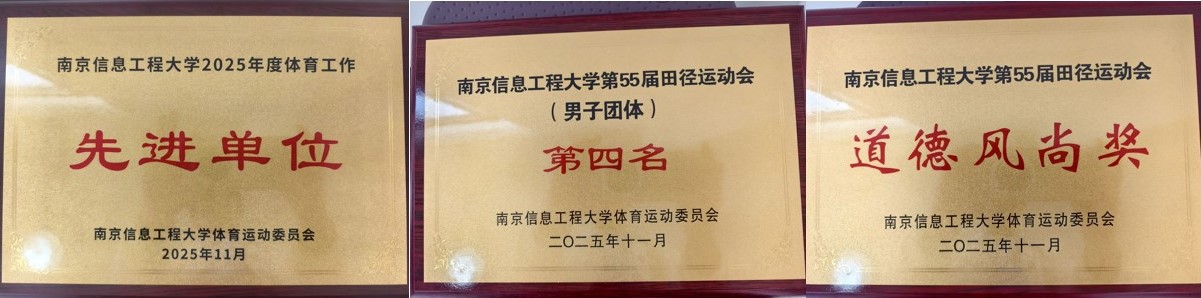 南京信息工程大学2025年度体育工作
先进单位
南京信息工程大学体育运动委员会
2025年11月
南京信息工程大学第55届田径运动会
（男子团体）
第四名
南京信息工程大学体育运动委员会
二〇二五年十一月
南京信息工程大学第55届田径运动会
道德风尚奖
南京信息工程大学体育运动委员会
二〇二五年十一月